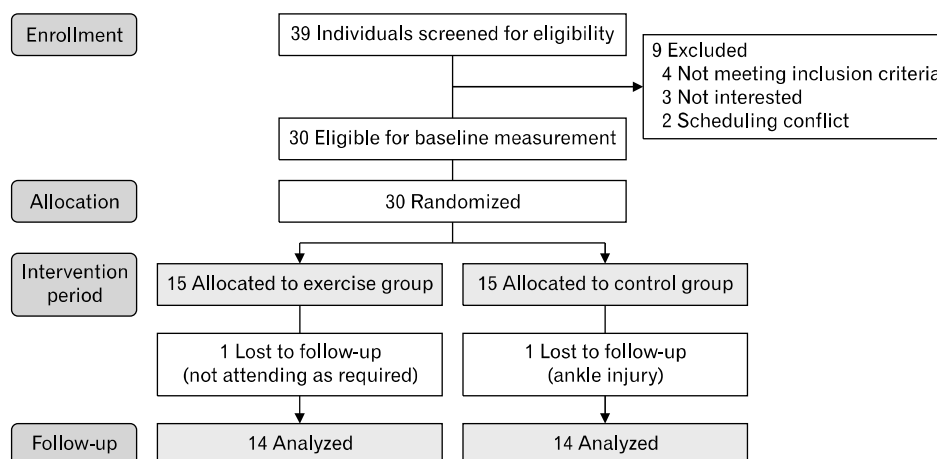 Enrollment
39 Individuals screened for eligibility
9 Excluded
4 Not meeting inclusion criteria
3 Not interested
2 Scheduling conflict
30 Eligible for baseline measurement
Allocation
30 Randomized
Intervention
period
15 Allocated to exercise group
15 Allocated to control group
1 Lost to follow-up
(not attending as required)
1 Lost to follow-up
(ankle injury)
Follow-up
14 Analyzed
14 Analyzed